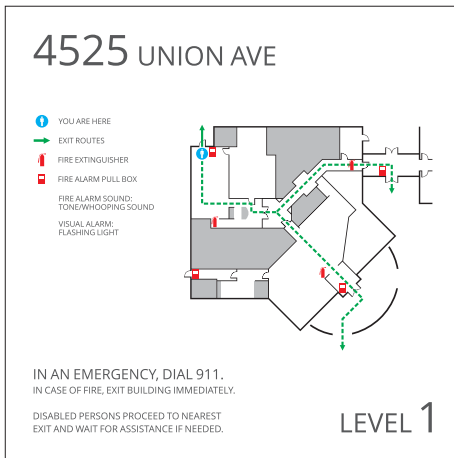 4525 UNION AVE
YOU ARE HERE
EXIT ROUTES
FIRE EXTINGUISHER
FIRE ALARM PULL BOX
FIRE ALARM SOUND:
TONE/WHOOPING SOUND
VISUAL ALARM:
FLASHING LIGHT
IN AN EMERGENCY, DIAL 911.
IN CASE OF FIRE, EXIT BUILDING IMMEDIATELY.
DISABLED PERSONS PROCEED TO NEAREST
EXIT AND WAIT FOR ASSISTANCE IF NEEDED.
LEVEL 1